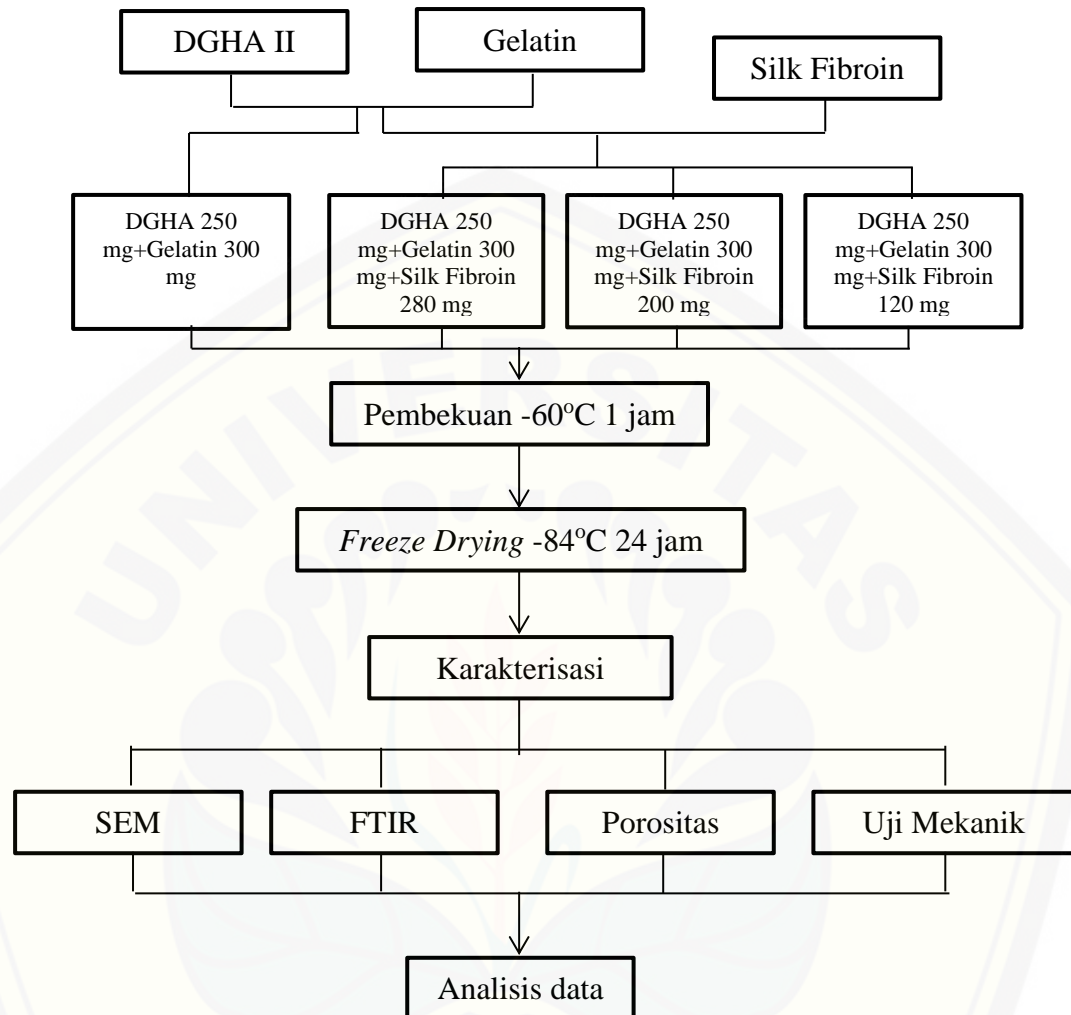 DGHA II
Gelatin
Silk Fibroin
DGHA 250
mg+Gelatin 300
mg
DGHA 250
mg+Gelatin 300
mg+Silk Fibroin
280 mg
DGHA 250
mg+Gelatin 300
mg+Silk Fibroin
200 mg
DGHA 250
mg+Gelatin 300
mg+Silk Fibroin
120 mg
Pembekuan -60°C 1 jam
Freeze Drying -84°C 24 jam
Karakterisasi
SEM
FTIR
Porositas
Uji Mekanik
Analisis data
UNIVERSITAS